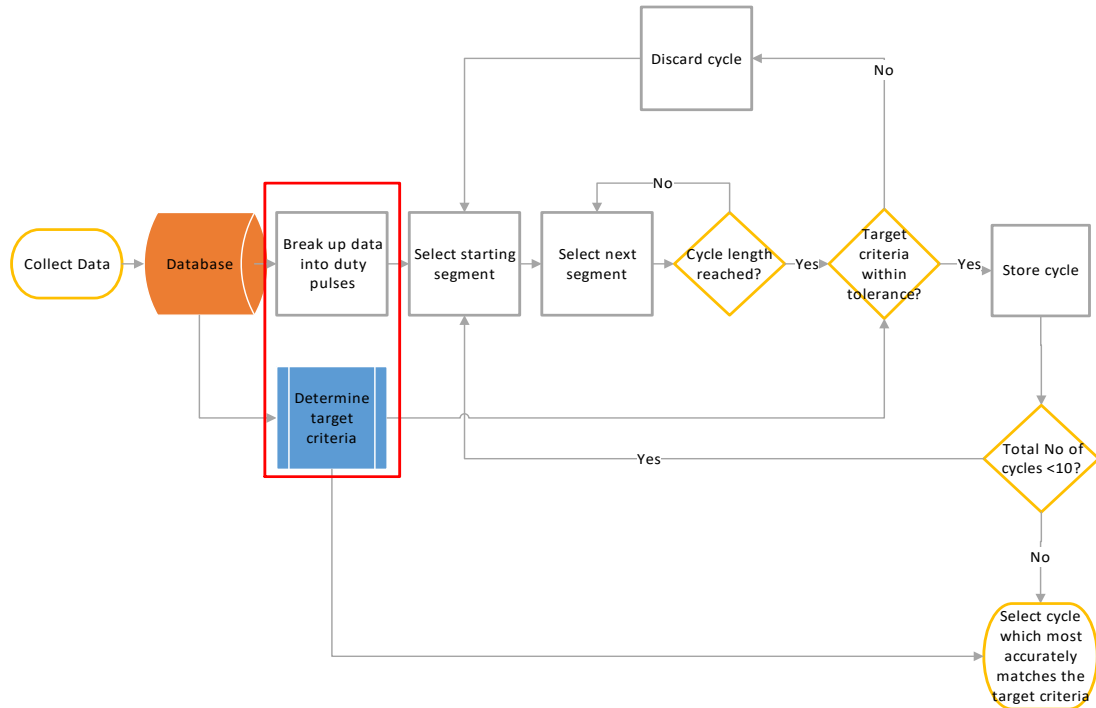 Discard cycle
No
No
Collect Data
Database
Break up data
into duty
pulses
Select starting
segment
Select next
segment
Cycle length
reached?
Yes
Target
criteria
within
tolerance?
Yes
Store cycle
Determine
target
criteria
Yes
Total No of
cycles <10?
No
Select cycle
which most
accurately
matches the
target criteria